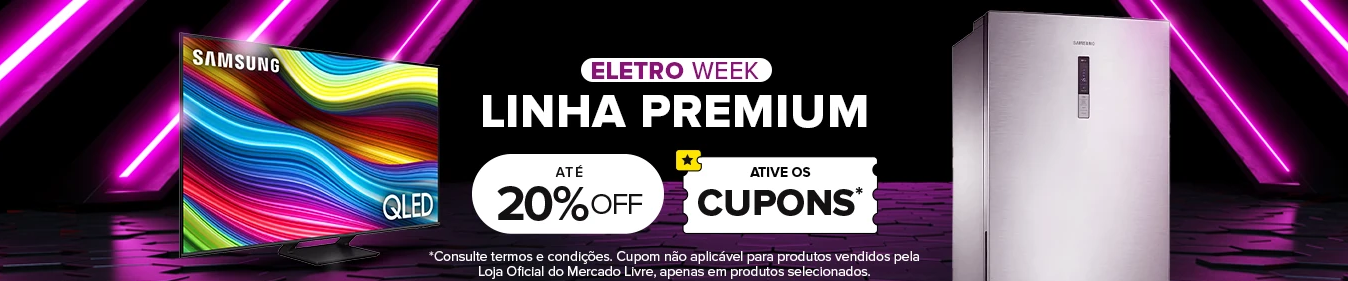 SAMSUNG
QLED
ELETRO WEEK
LINHA PREMIUM
ATÉ
20%OFF
ATIVE OS
CUPONS*
*Consulte termos e condições. Cupom não aplicável para produtos vendidos pela
Loja Oficial do Mercado Livre, apenas em produtos selecionados.
SAMSUNG